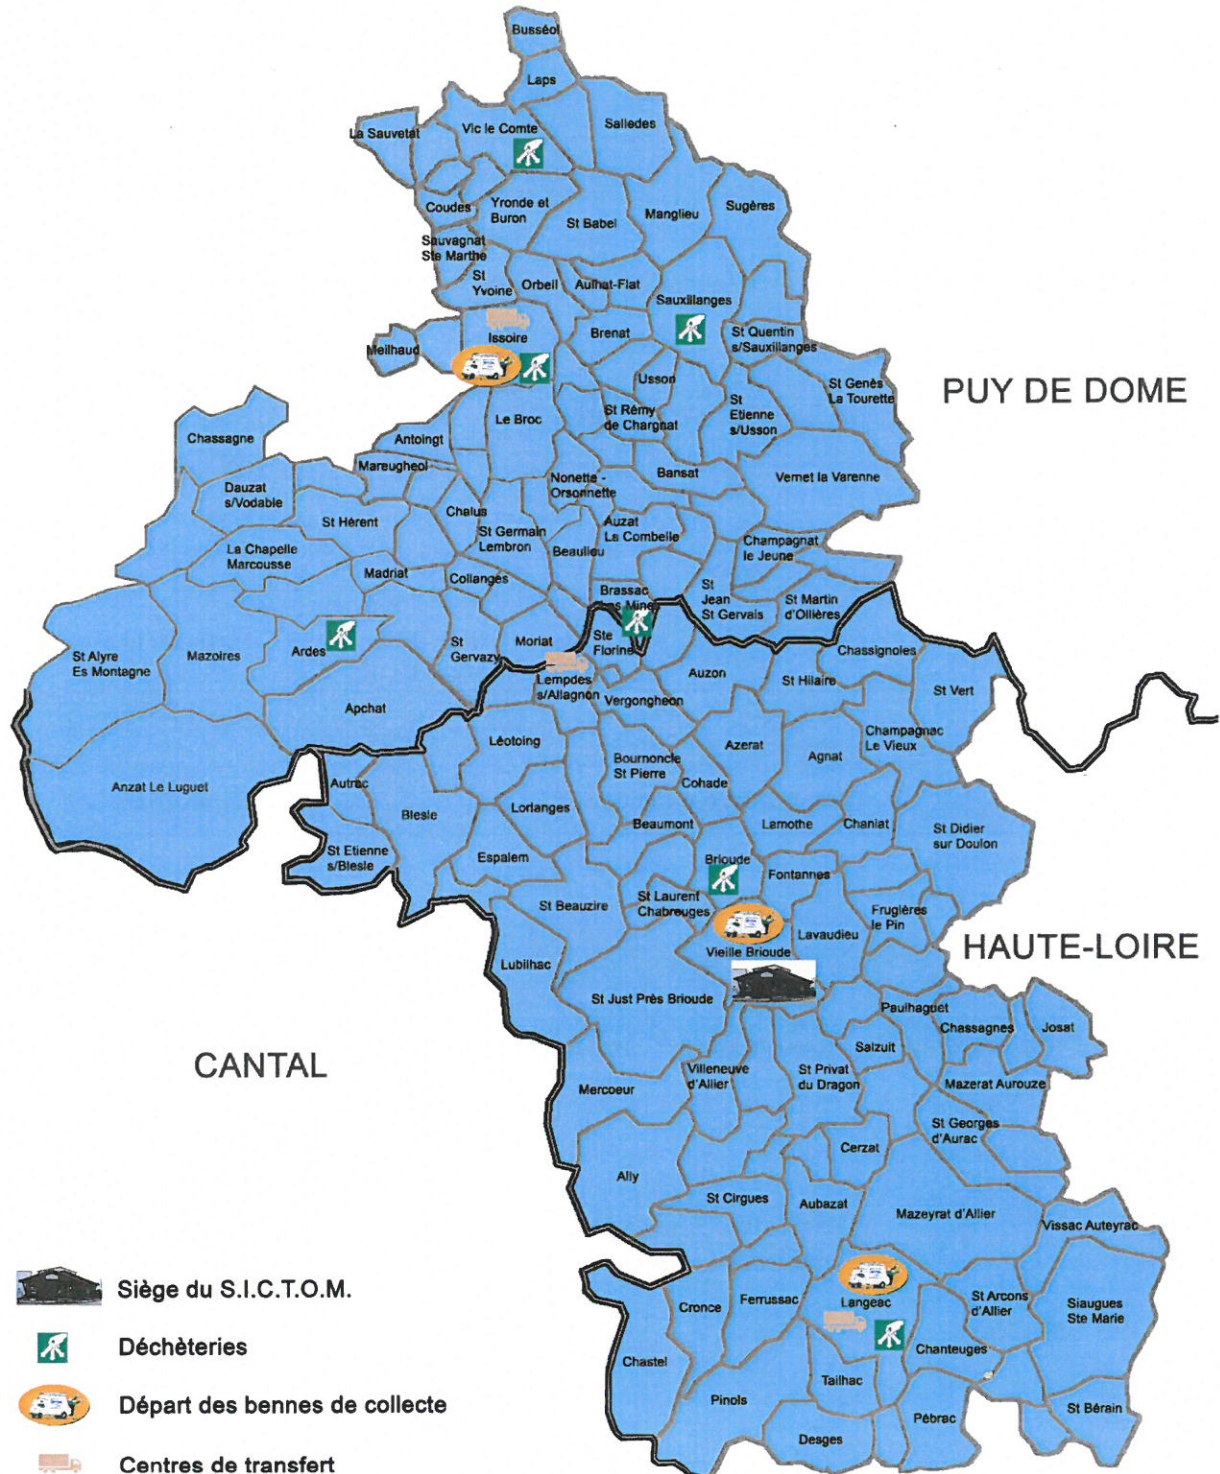 Busséol
Laps
La Sauvetat
Vic le Comte
Salledes
Coudes
Yronde et
Buron
St Babel
Manglieu
Sugères
Sauvagnat
Ste Marthe
St
Yvoine
Orbeil
Aulhat-Flat
Sauxillanges
Issoire
Brenat
St Quentin
s/Sauxillanges
Meilhaud
Usson
St Genès
La Tourette
PUY DE DOME
St
Etienne
s/Usson
Chassagne
Antoingt
Le Broc
St Rémy
de Chargnat
Mareugheol
Bansat
Vernet la Varenne
Dauzat
s/Vodable
Nonette -
Orsonnette
St Hérent
Chalus
St Germain
Lembron
Auzat
La Combelle
Beaulieu
Champagnat
le Jeune
La Chapelle
Marcousse
Madriat
Collanges
Brassac
St
Jean
St Gervais
St Martin
d'Ollières
St Alyre
Es Montagne
Mazoires
Ardes
St
Gervazy
Moriat
Ste
Florine
Chassignoles
Lempdes
s/Allagnon
Auzon
St Hilaire
St Vert
Vergongheon
Apchat
Léotoing
Champagnac
Le Vieux
Azerat
Agnat
Bournoncle
St Pierre
Cohade
Anzat Le Luguet
Autrac
Blesle
Lorlanges
Beaumont
Lamothe
Chaniat
St Didier
sur Doulon
St Etienne
s/Blesle
Espalem
Brioude
Fontannes
St Beauzire
St Laurent
Chabreuges
Frugières
le Pin
Lavaudieu
Vieille Brioude
HAUTE-LOIRE
Lubilhac
St Just Près Brioude
Paulhaguet
Chassagnes
Josat
Salzuit
CANTAL
Mercoeur
Villeneuve
d'Allier
St Privat
du Dragon
Mazerat Aurouze
St Georges
d'Aurac
Cerzat
Ally
St Cirgues
Aubazat
Mazeyrat d'Allier
Vissac Auteyrac
Cronce
Ferrussac
Langeac
St Arcons
d'Allier
Siaugues
Ste Marie
Chanteuges
Chastel
Tailhac
Pinols
Pébrac
St Bérain
Desges
Siège du S.I.C.T.O.M.
Déchèteries
Départ des bennes de collecte
Centres de transfert